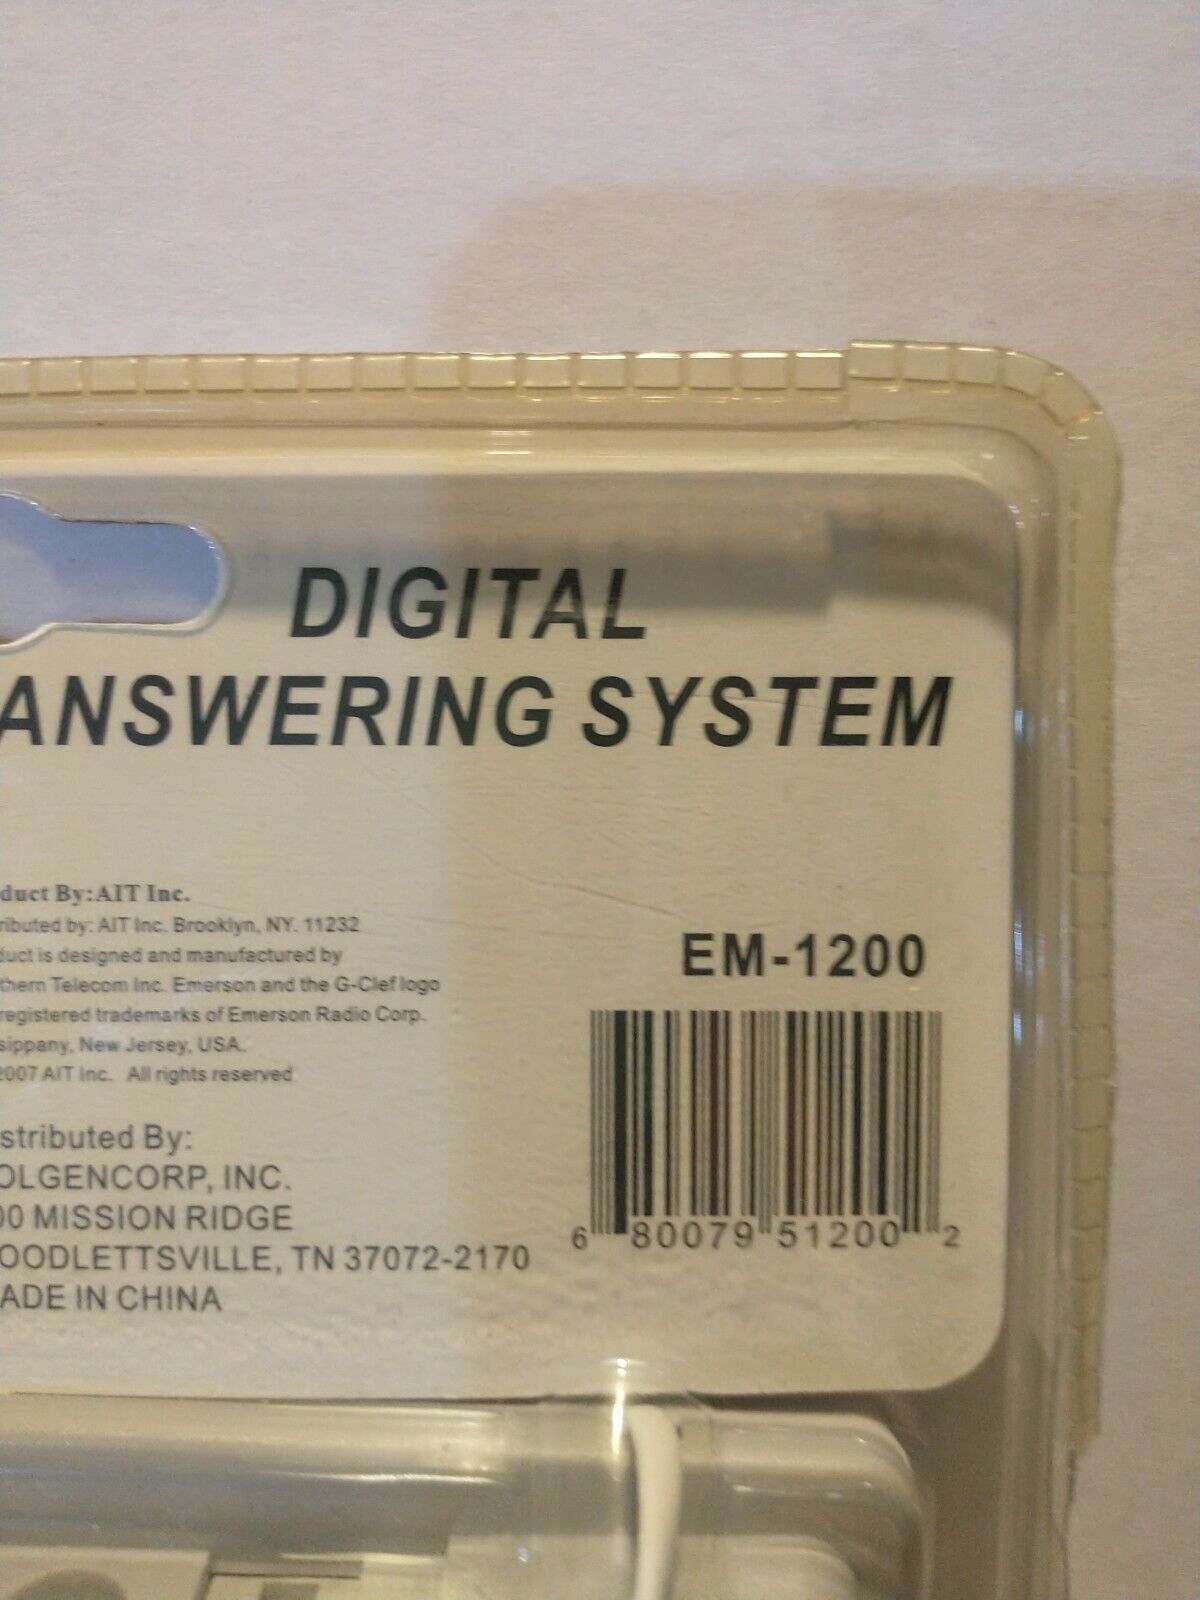 DIGITAL
ANSWERING SYSTEM
duct By:AIT Inc.
ributed by: AIT Inc. Brooklyn, NY. 11232
duct is designed and manufactured by
thern Telecom Inc. Emerson and the G-Clef logo
registered trademarks of Emerson Radio Corp.
sippany, New Jersey, USA.
2007 AIT Inc. All rights reserved
stributed By:
OLGENCORP, INC.
00 MISSION RIDGE
OODLETTSVILLE, TN 37072-2170
ADE IN CHINA
EM-1200
6 80079 51200 2